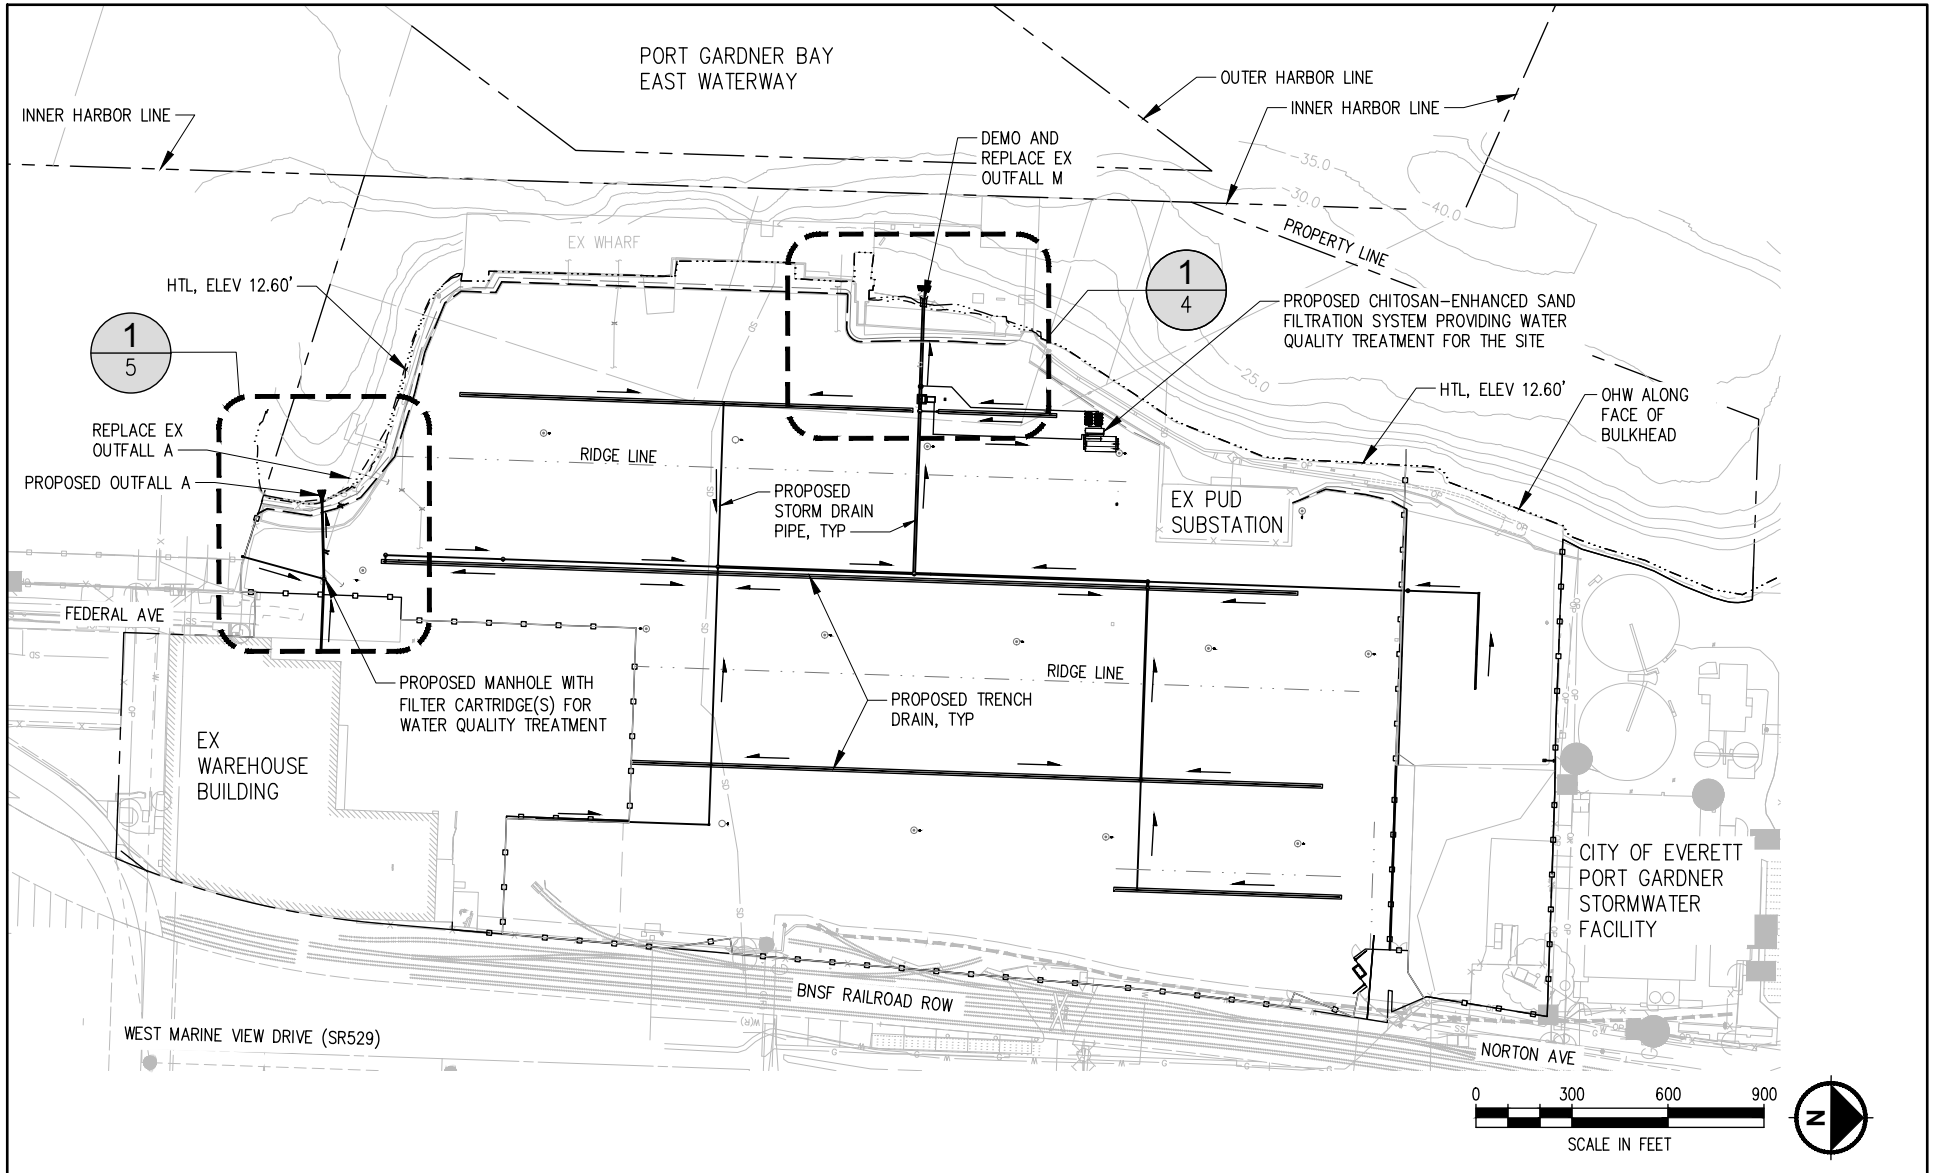 PORT GARDNER BAY
EAST WATERWAY
OUTER HARBOR LINE
INNER HARBOR LINE
INNER HARBOR LINE
DEMO AND
REPLACE EX
OUTFALL M
35.0
30.0
40.0
PROPERTY LINE
EX WHARF
HTL, ELEV 12.60'
1
4
PROPOSED CHITOSAN-ENHANCED SAND
FILTRATION SYSTEM PROVIDING WATER
QUALITY TREATMENT FOR THE SITE
1
5
25.0
HTL, ELEV 12.60'
OHW ALONG
FACE OF
BULKHEAD
REPLACE EX
OUTFALL A
PROPOSED OUTFALL A
RIDGE LINE
PROPOSED
STORM DRAIN
PIPE, TYP
EX PUD
SUBSTATION
FEDERAL AVE
PROPOSED MANHOLE WITH
FILTER CARTRIDGE(S) FOR
WATER QUALITY TREATMENT
RIDGE LINE
PROPOSED TRENCH
DRAIN, TYP
EX
WAREHOUSE
BUILDING
CITY OF EVERETT
PORT GARDNER
STORMWATER
FACILITY
BNSF RAILROAD ROW
WEST MARINE VIEW DRIVE (SR529)
NORTON AVE
0 300 600 900
SCALE IN FEET
N